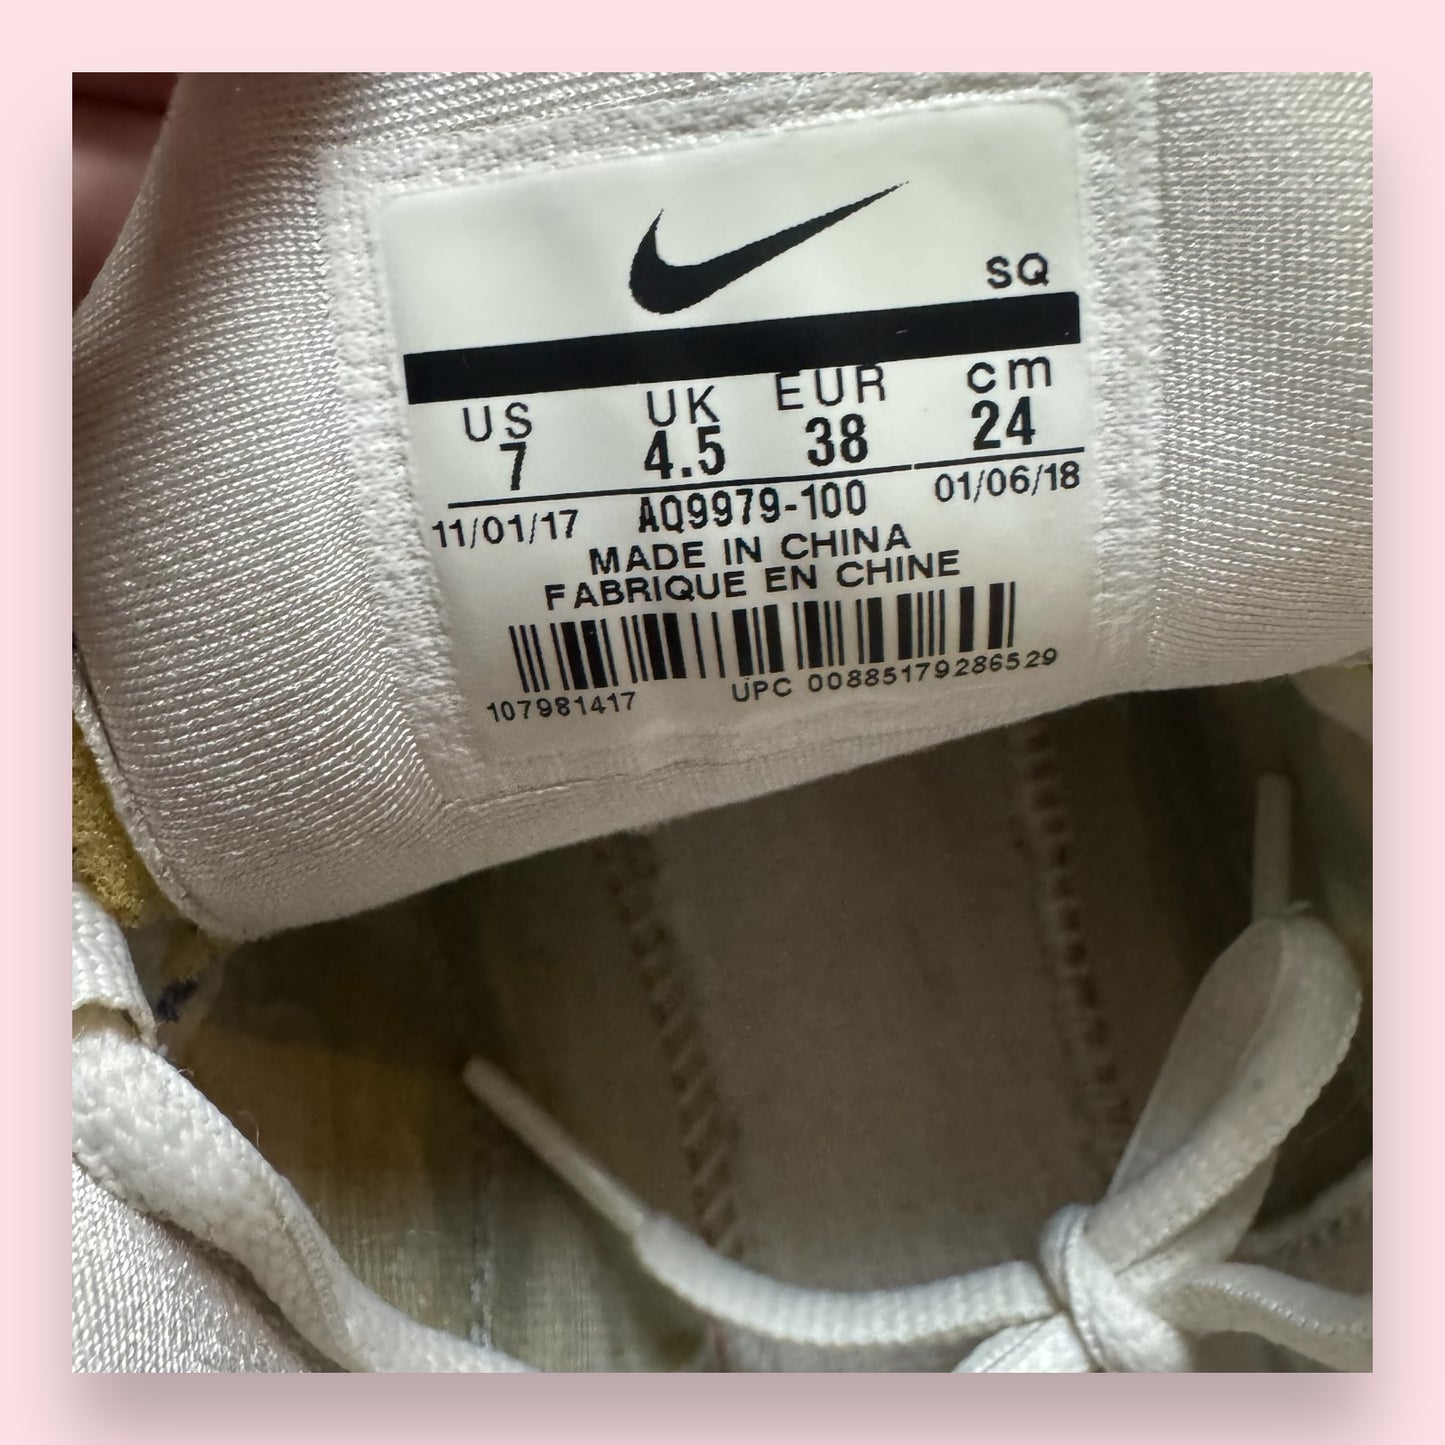 SQ
US UK EUR cm
7 4.5 38 24
11/01/17 AQ9979-100 01/06/18
MADE IN CHINA
FABRIQUE EN CHINE
107981417 UPC 00885179286529